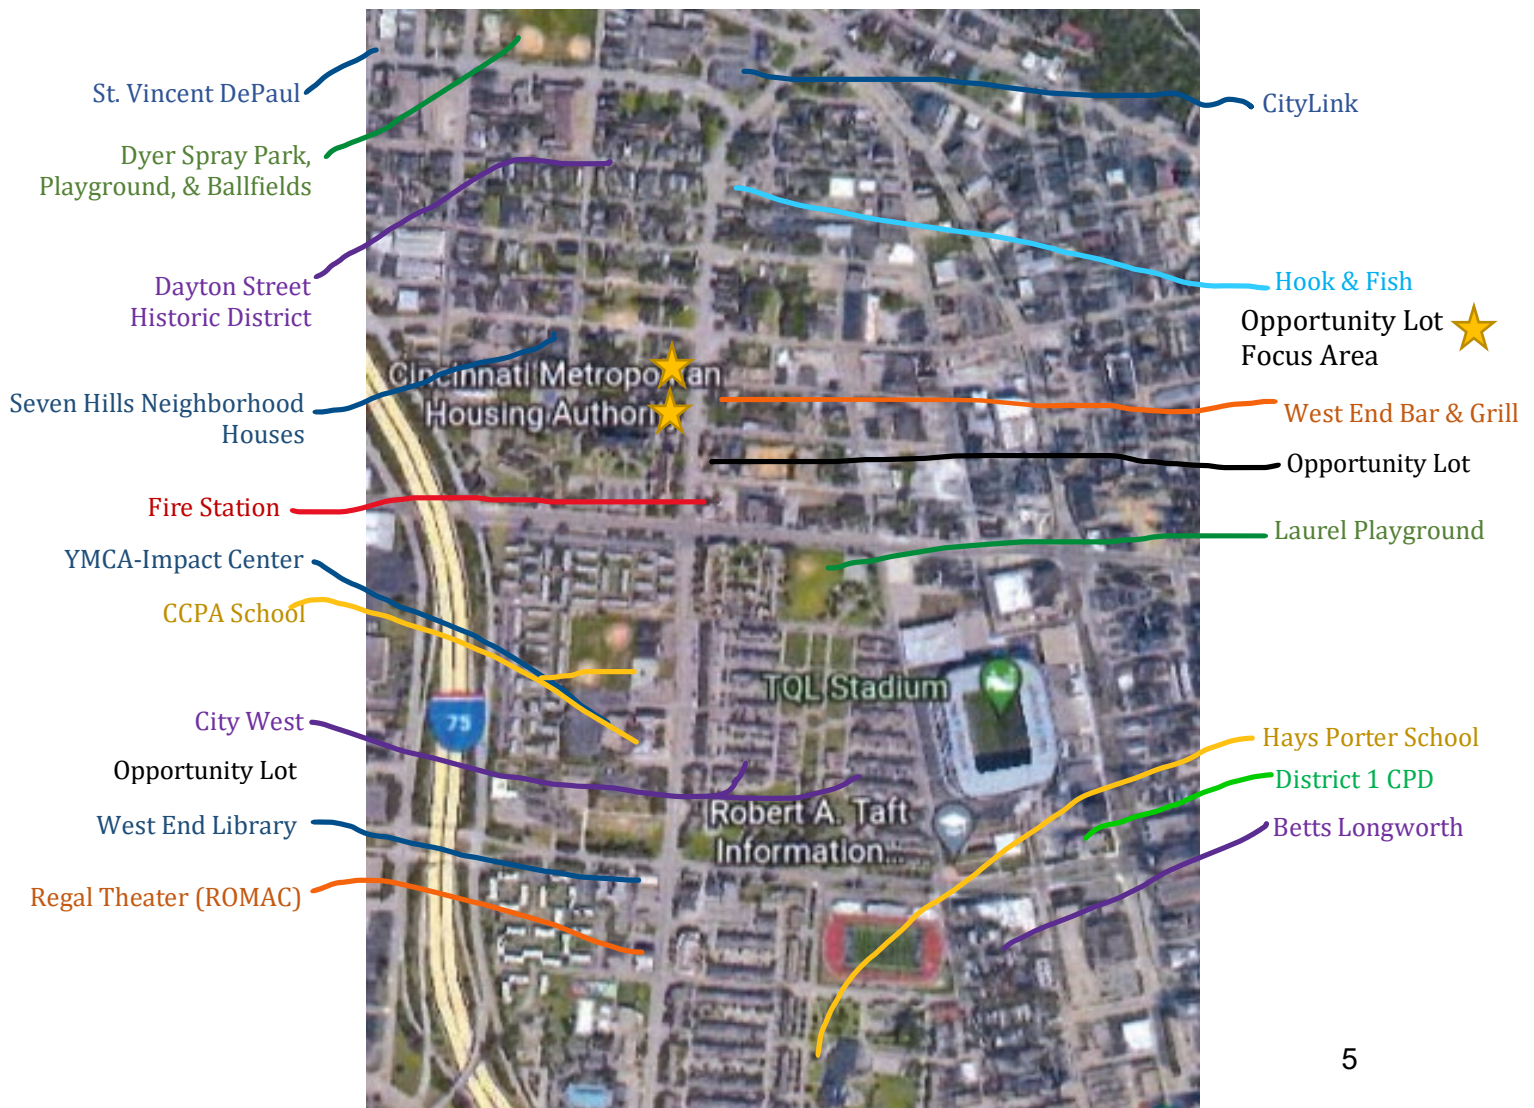 St. Vincent DePaul
Dyer Spray Park,
Playground, & Ballfields
Dayton Street
Historic District
Seven Hills Neighborhood
Houses
Fire Station
YMCA-Impact Center
CCPA School
City West
Opportunity Lot
West End Library
Regal Theater (ROMAC)
Cincinnati Metropolitan
Housing Authori
75
TQL Stadium
Robert A. Taft
Information...
CityLink
Hook & Fish
Opportunity Lot
Focus Area
West End Bar & Grill
Opportunity Lot
Laurel Playground
Hays Porter School
District 1 CPD
Betts Longworth
5